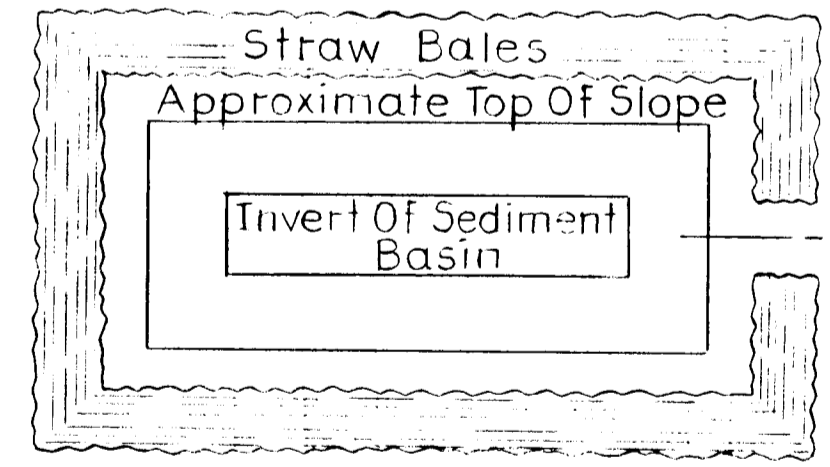 Straw Bales
Approximate Top Of Slope
Invert Of Sediment
Basin